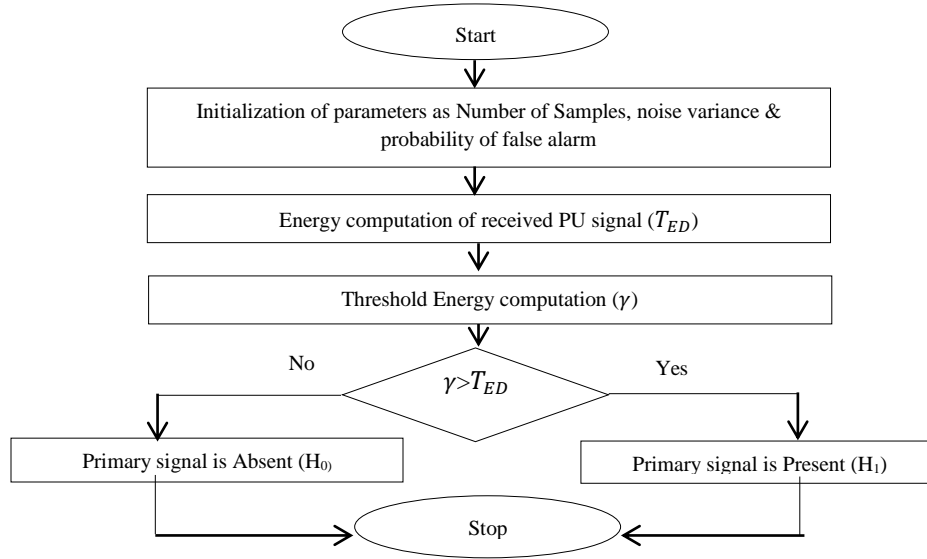 Start
Initialization of parameters as Number of Samples, noise variance &
probability of false alarm
Energy computation of received PU signal (T_ED)
Threshold Energy computation (γ)
No
γ>T_ED
Yes
Primary signal is Absent (H₀)
Primary signal is Present (H₁)
Stop